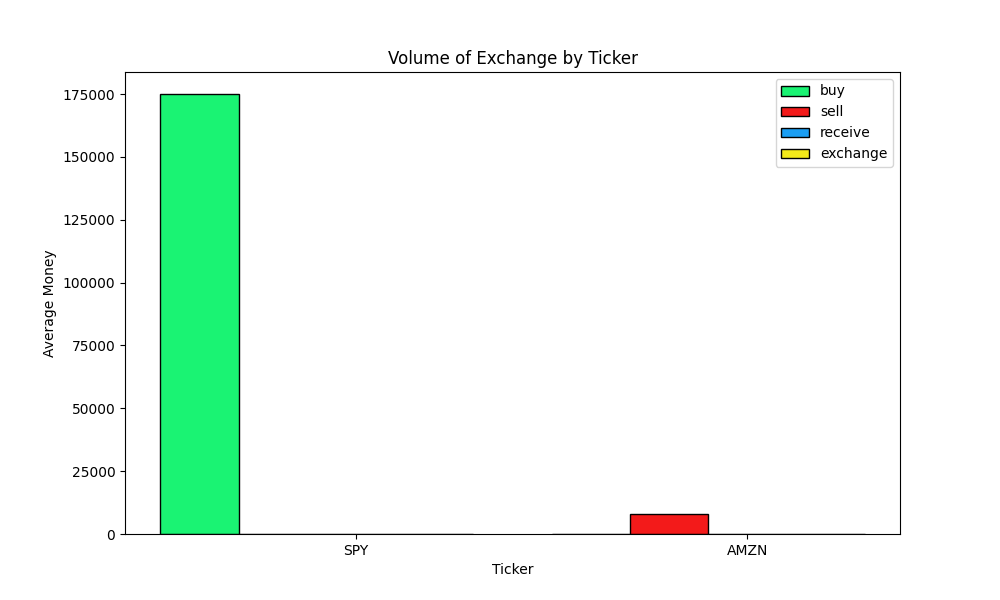 Volume of Exchange by Ticker
buy
sell
receive
exchange
175000
150000
125000
100000
75000
50000
25000
0
Average Money
SPY
AMZN
Ticker